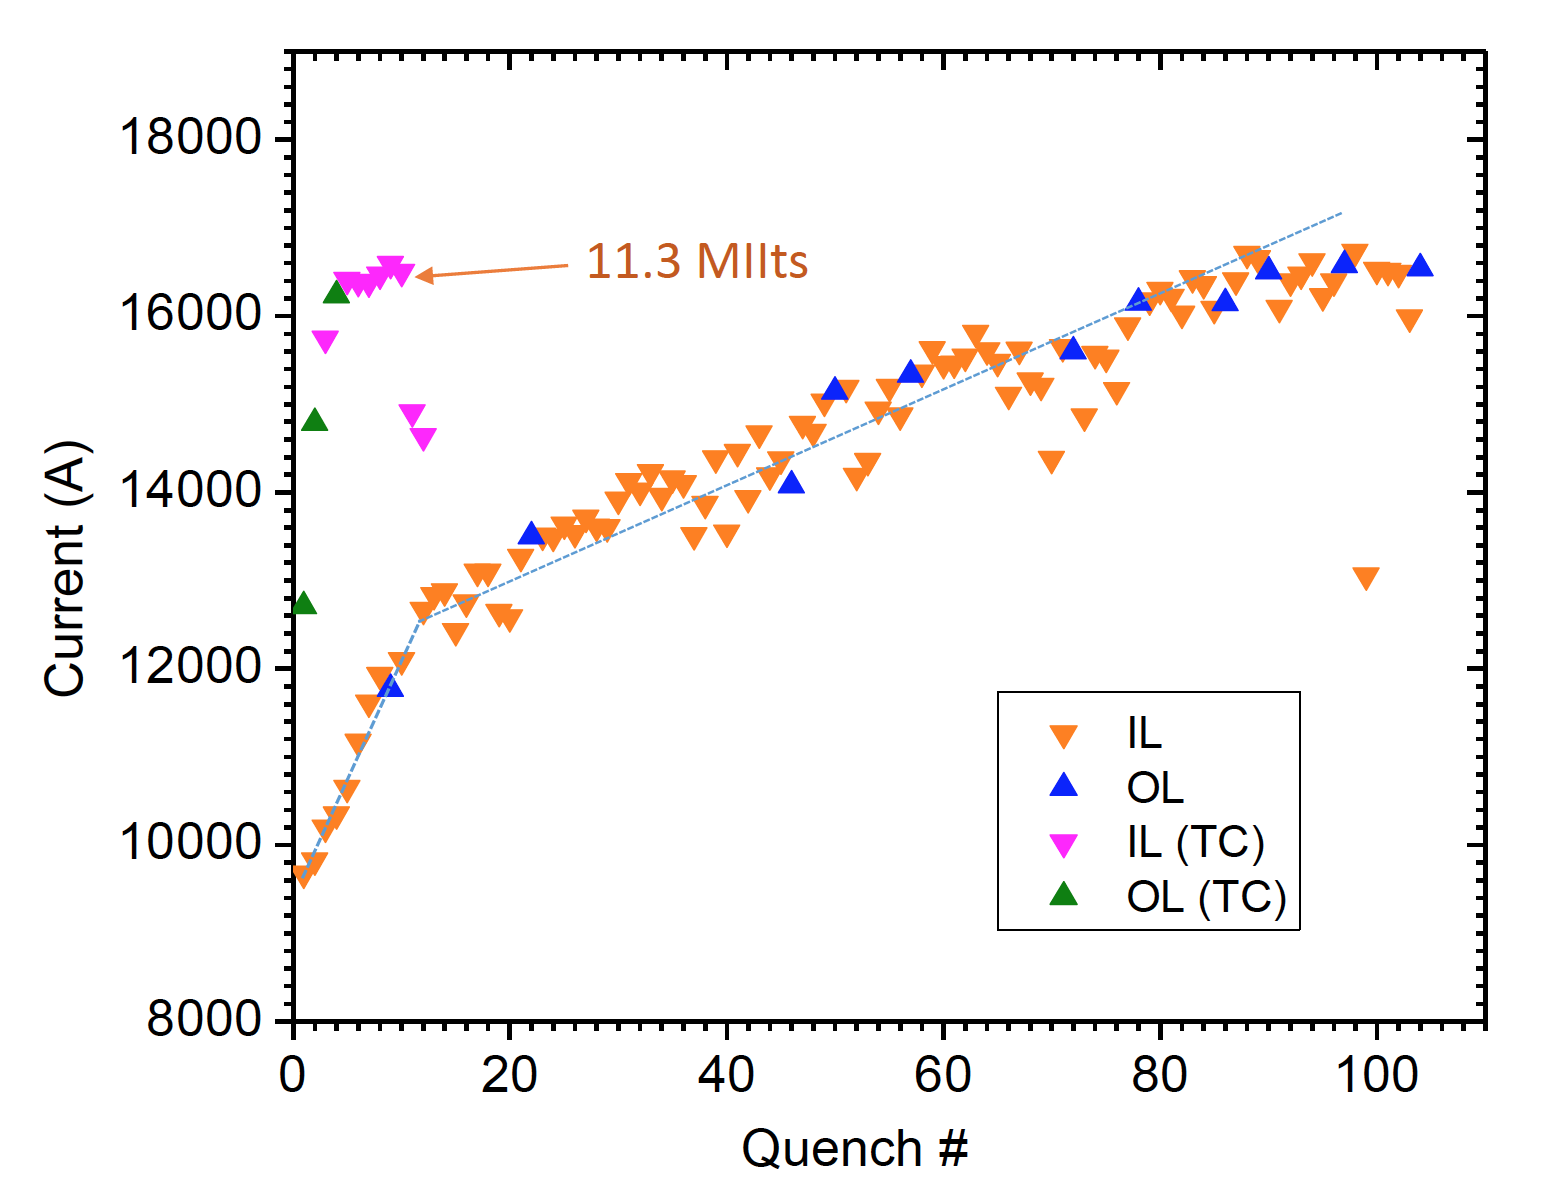 18000
16000
14000
12000
10000
8000
Current (A)
11.3 MIIts
IL
OL
IL (TC)
OL (TC)
0 20 40 60 80 100
Quench #